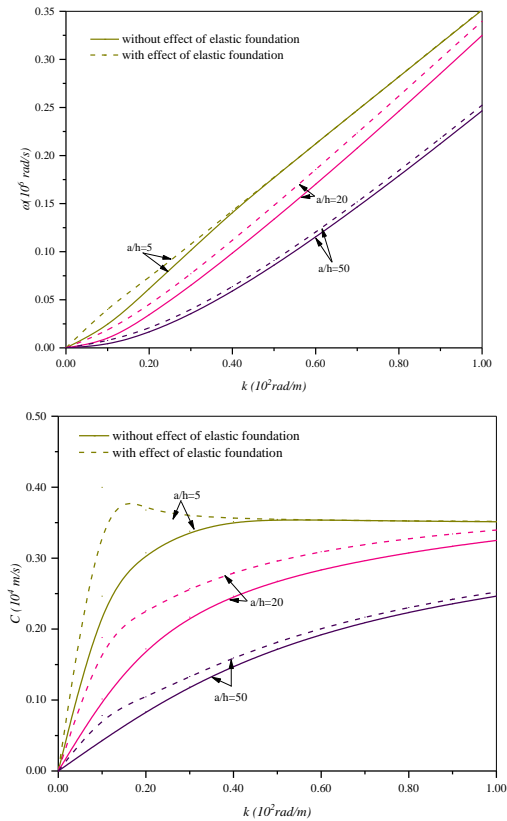 0.35
0.30
0.25
0.20
0.15
0.10
0.05
0.00
ω(10⁶ rad/s)
without effect of elastic foundation
with effect of elastic foundation
a/h=5
a/h=20
a/h=50
0.00 0.20 0.40 0.60 0.80 1.00
k (10²rad/m)
0.50
0.40
0.30
0.20
0.10
0.00
C (10⁴ m/s)
without effect of elastic foundation
with effect of elastic foundation
a/h=5
a/h=20
a/h=50
0.00 0.20 0.40 0.60 0.80 1.00
k (10²rad/m)